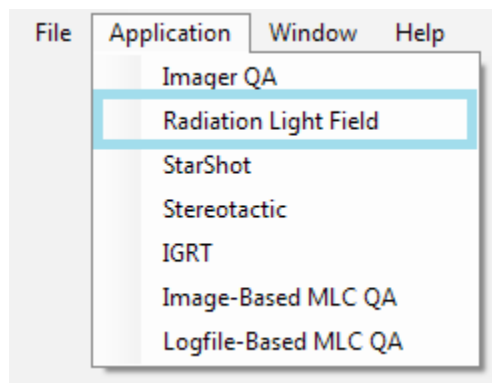 File Application Window Help
Imager QA
Radiation Light Field
StarShot
Stereotactic
IGRT
Image-Based MLC QA
Logfile-Based MLC QA